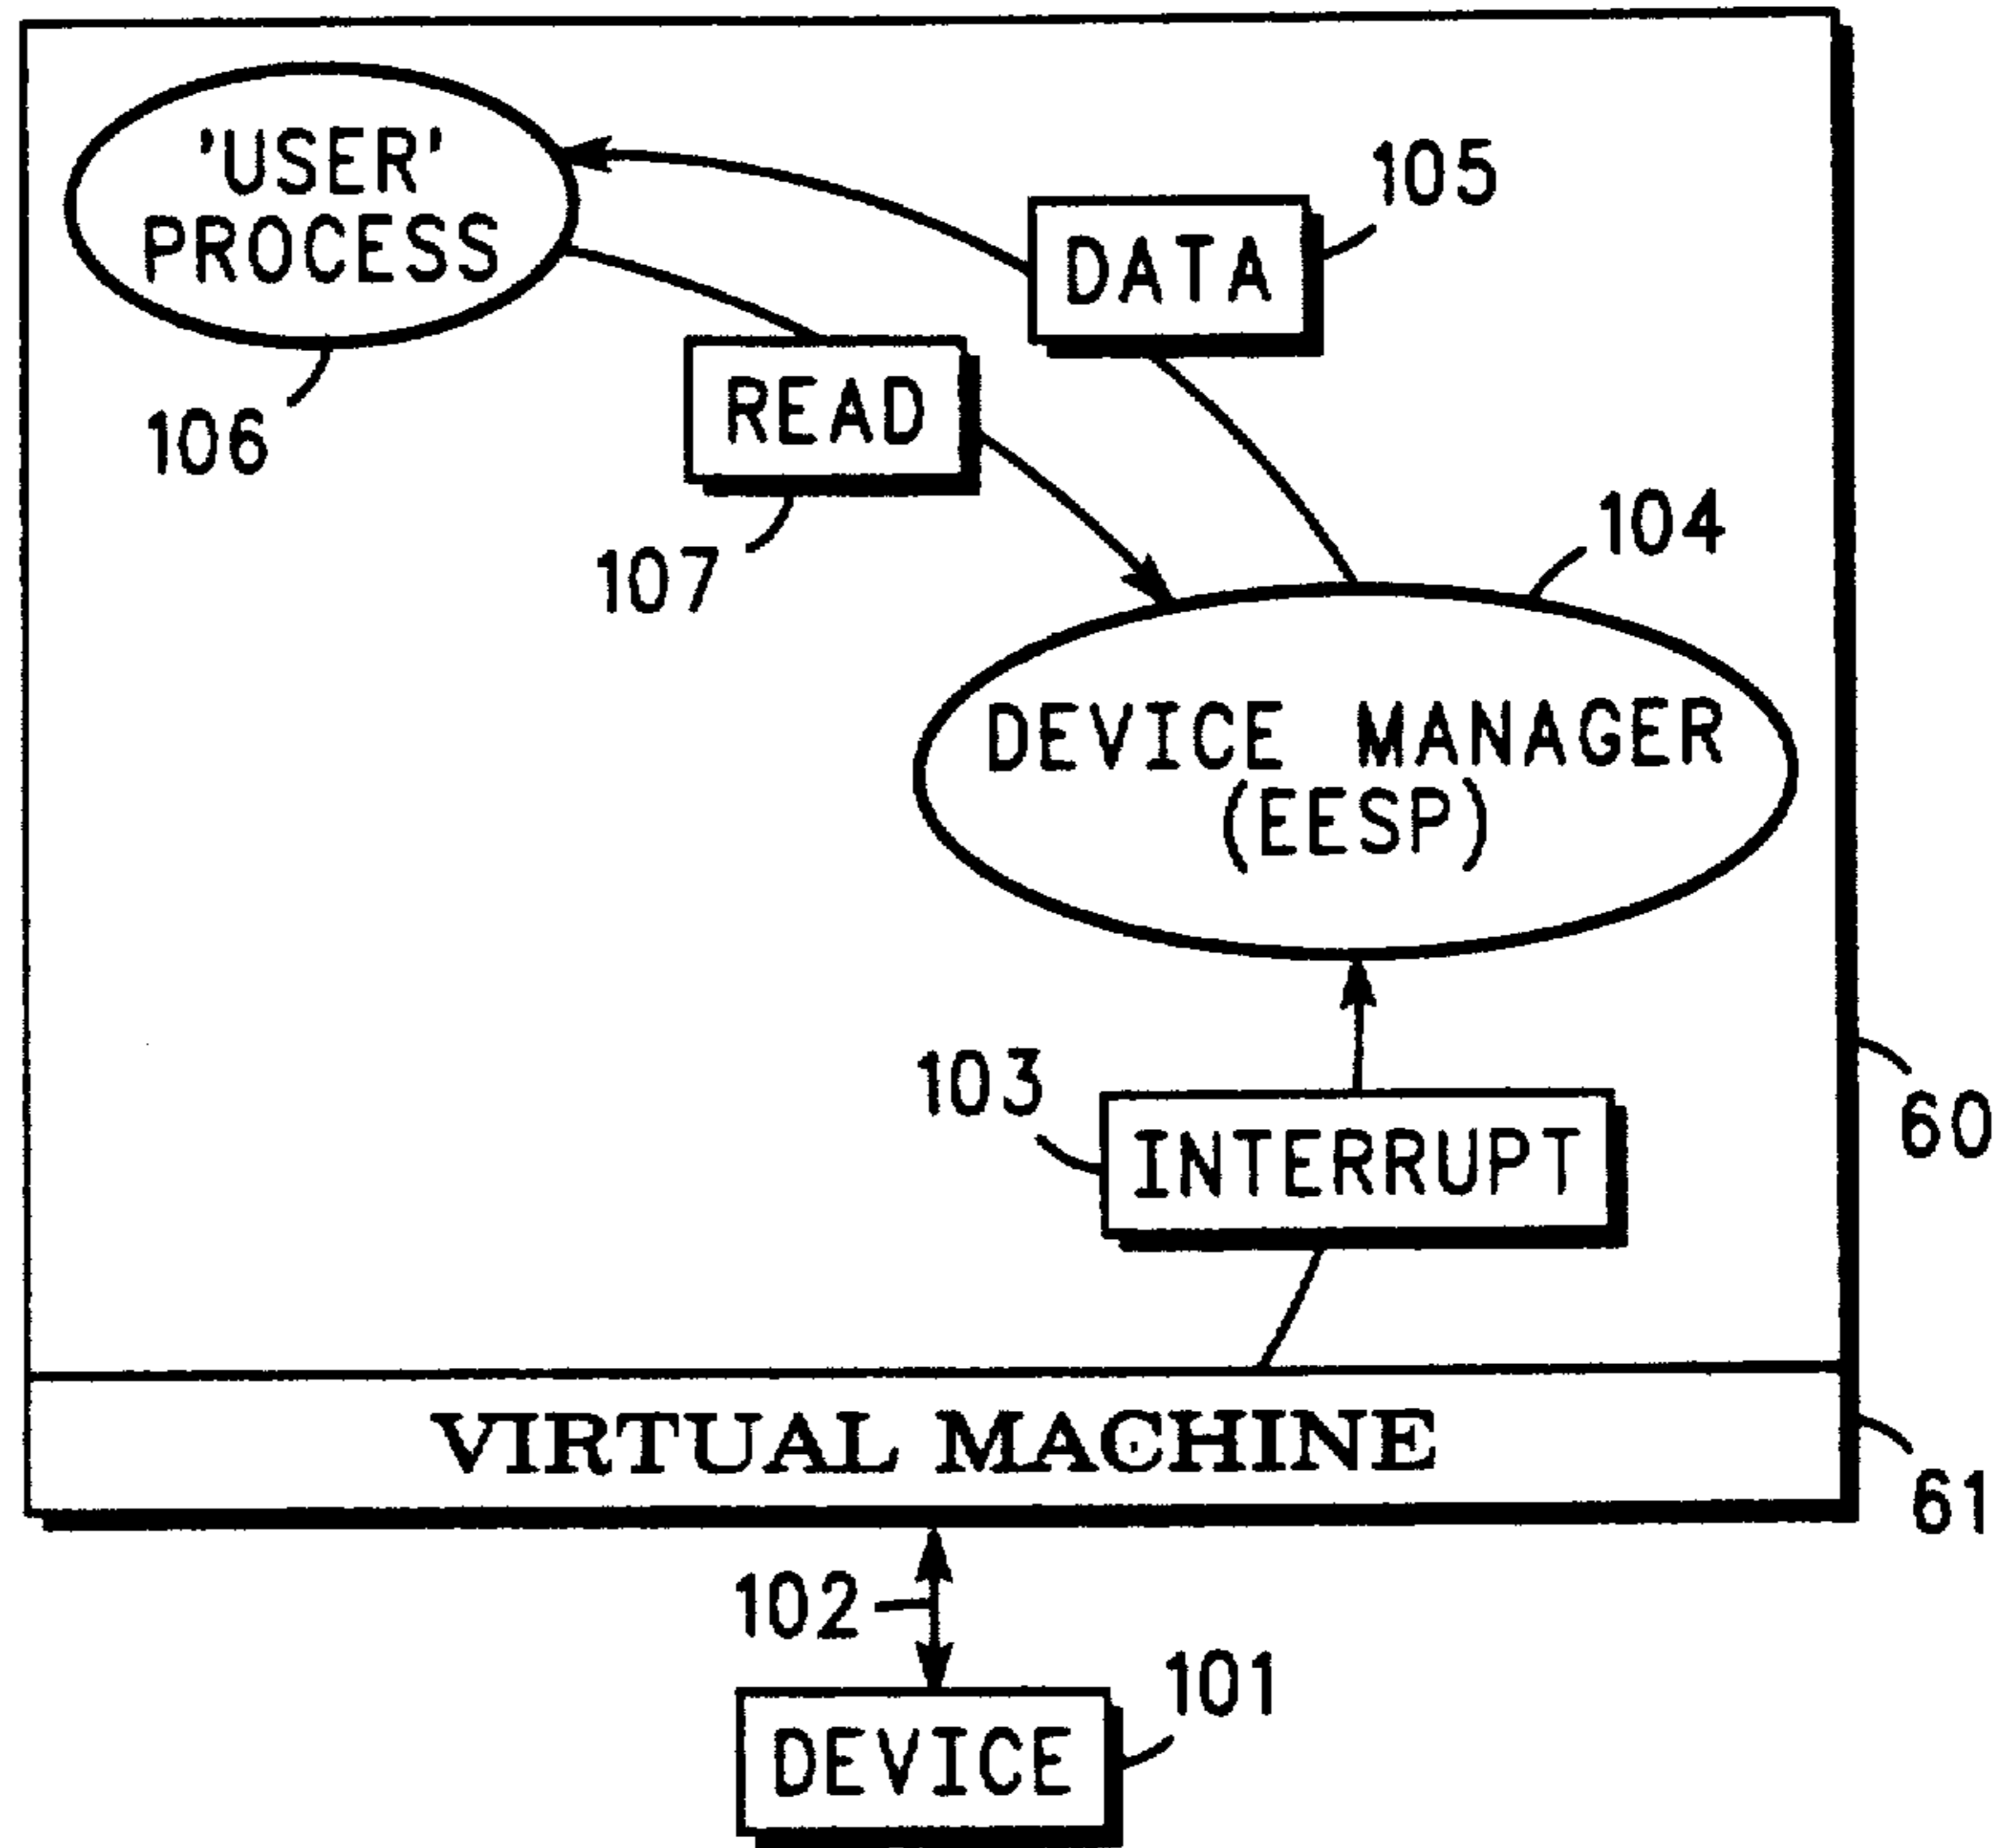 'USER'
PROCESS
105
DATA
READ
106
107
104
DEVICE MANAGER
(EESP)
103
INTERRUPT
60
VIRTUAL MACHINE
61
102
101
DEVICE